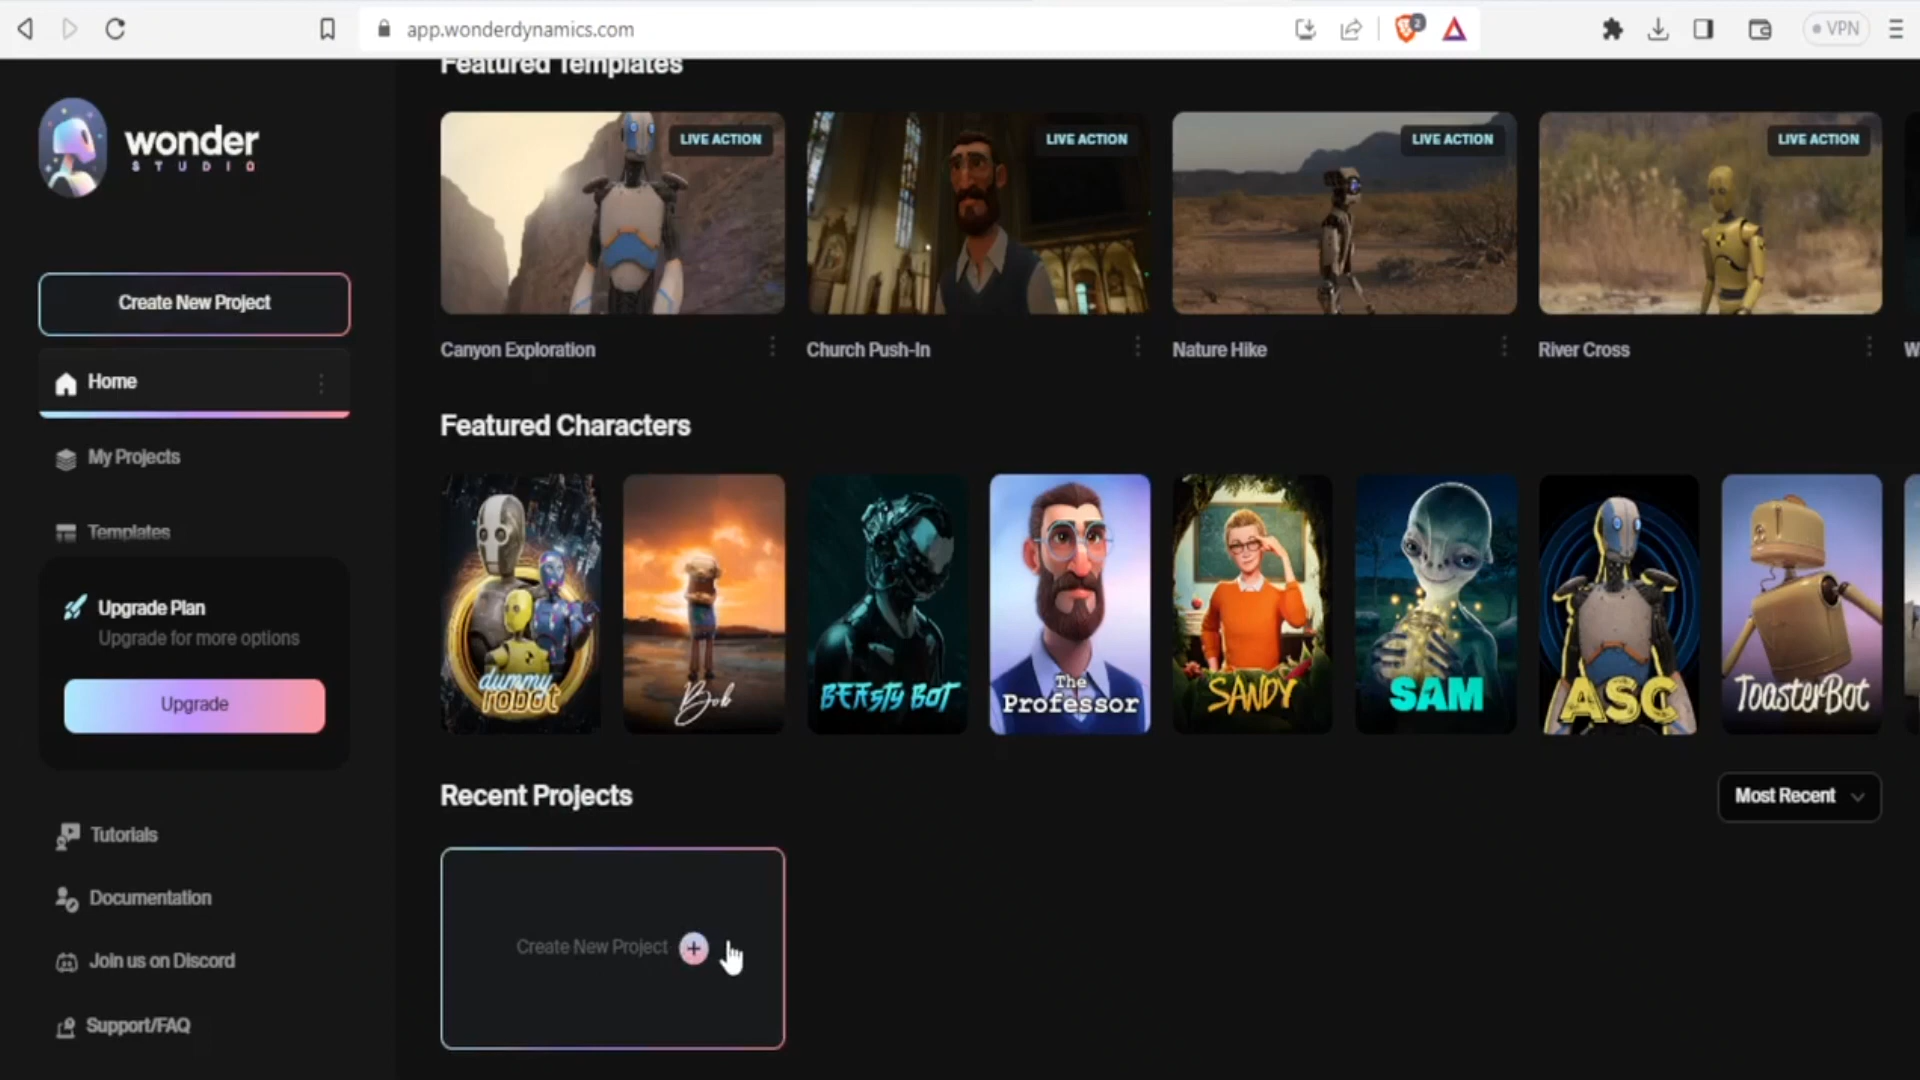 app.wonderdynamics.com
2
VPN
wonder
STUDIO
Create New Project
Home
My Projects
Templates
Upgrade Plan
Upgrade for more options
Upgrade
Tutorials
Documentation
Join us on Discord
Support/FAQ
Featured Templates
LIVE ACTION
LIVE ACTION
LIVE ACTION
LIVE ACTION
Canyon Exploration
Church Push-In
Nature Hike
River Cross
W
Featured Characters
dummy
robot
Bob
BEASTY BOT
The
Professor
SANDY
SAM
ASC
ToasterBot
Recent Projects
Most Recent
Create New Project